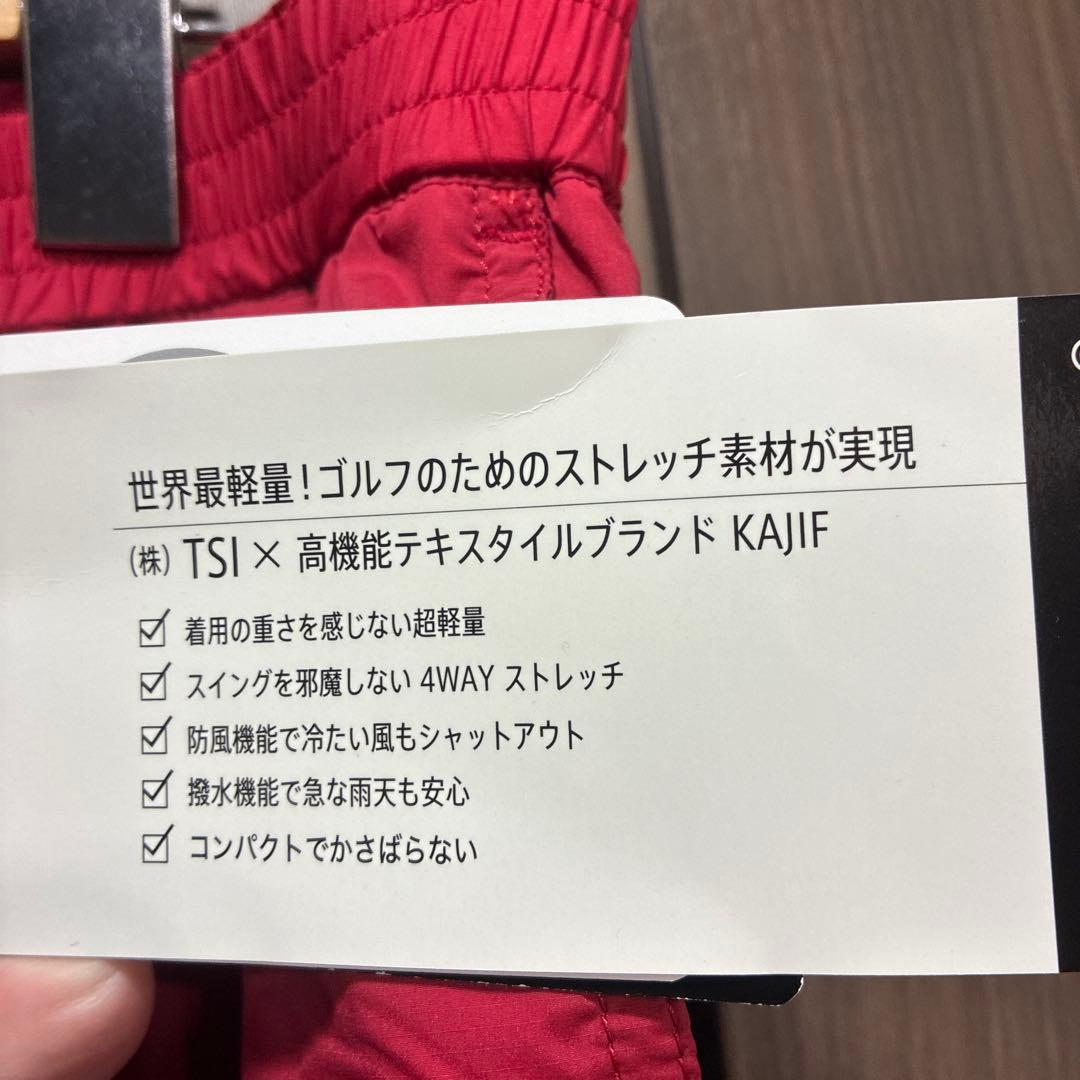 世界最軽量！ゴルフのためのストレッチ素材が実現
（株）TSI × 高機能テキスタイルブランド KAJIF
☑ 着用の重さを感じない超軽量
☑ スイングを邪魔しない 4WAY ストレッチ
☑ 防風機能で冷たい風もシャットアウト
☑ 撥水機能で急な雨天も安心
☑ コンパクトでかさばらない